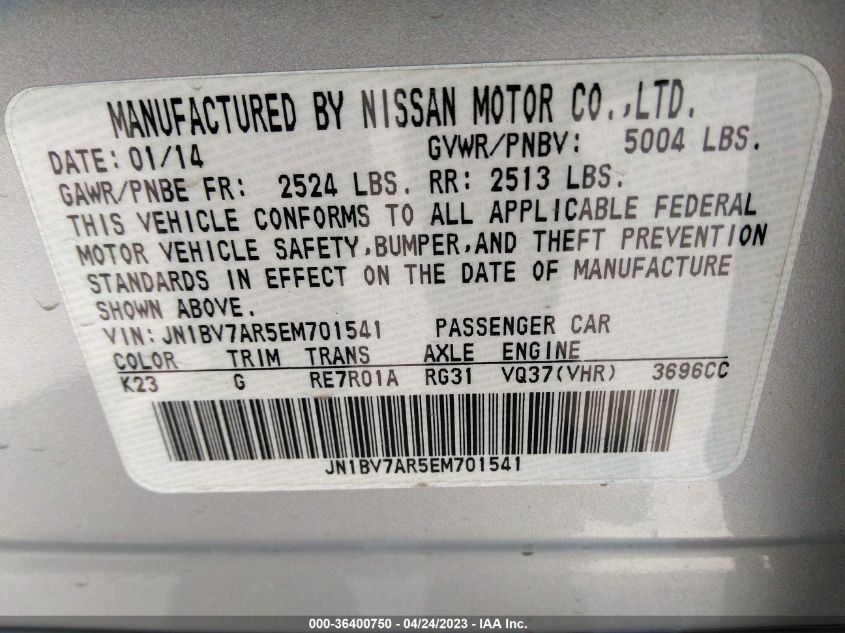 MANUFACTURED BY NISSAN MOTOR CO.,LTD.
DATE: 01/14 GVWR/PNBV: 5004 LBS.
GAWR/PNBE FR: 2524 LBS. RR: 2513 LBS.
THIS VEHICLE CONFORMS TO ALL APPLICABLE FEDERAL
MOTOR VEHICLE SAFETY,BUMPER,AND THEFT PREVENTION
STANDARDS IN EFFECT ON THE DATE OF MANUFACTURE
SHOWN ABOVE.
VIN:JN1BV7AR5EM701541 PASSENGER CAR
COLOR TRIM TRANS AXLE ENGINE
K23 G RE7R01A RG31 VQ37(VHR) 3696CC
JN1BV7AR5EM701541
000-36400750 - 04/24/2023 - IAA Inc.